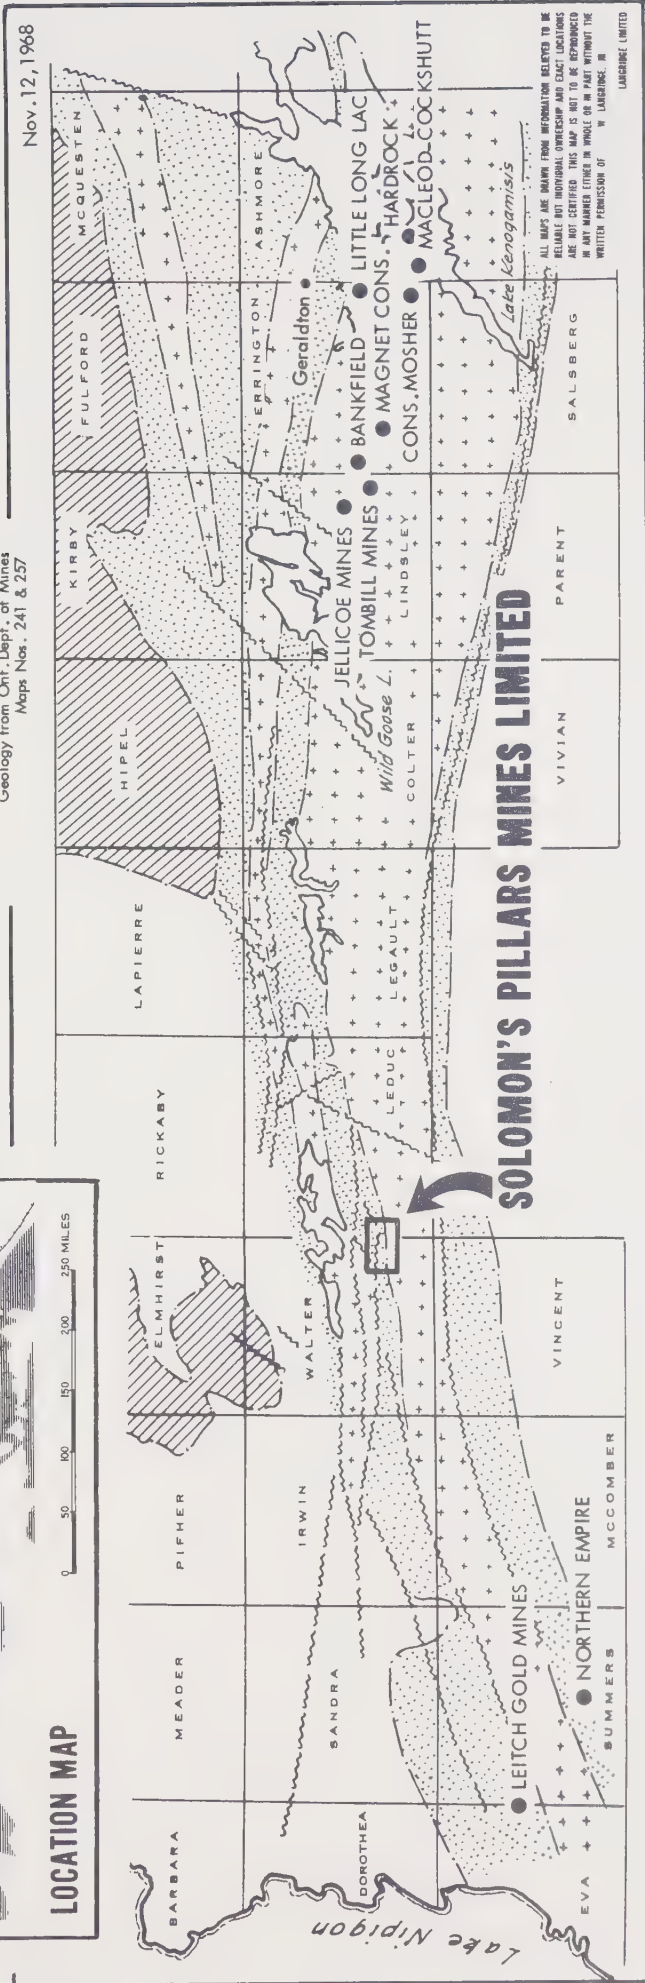 Geology from Ont. Dept. of Mines
Maps Nos. 241 & 257
Nov. 12, 1968
LOCATION MAP
0 50 100 150 200 250 MILES
BARBARA
MEADER
PIFHER
ELMHIRST
RICKABY
LAPIERRE
HIPEL
KIRBY
FULFORD
MCQUESTEN
DOROTHEA
SANDRA
IRWIN
WALTER
LEDUC
LEGAULT
COLTER
LINDSLEY
ERRINGTON
ASHMORE
Lake Nipigon
Wild Goose L.
Geraldton
JELLICOE MINES
TOMBILL MINES
BANKFIELD
LITTLE LONG LAC
MAGNET CONS.
HARDROCK
CONS. MOSHER
MACLEOD-COCKSHUTT
Lake Kenogamisis
EVA
LEITCH GOLD MINES
NORTHERN EMPIRE
SUMMERS
MCCOMBER
VINCENT
SOLOMON'S PILLARS MINES LIMITED
VIVIAN
PARENT
SALSBERG
ALL MAPS ARE DRAWN FROM INFORMATION BELIEVED TO BE
RELIABLE BUT INDIVIDUAL OWNERSHIP AND EXACT LOCATIONS
ARE NOT CERTIFIED THIS MAP IS NOT TO BE REPRODUCED
IN ANY MANNER EITHER IN WHOLE OR IN PART WITHOUT THE
WRITTEN PERMISSION OF W LANGRIDGE. JR
LANGRIDGE LIMITED